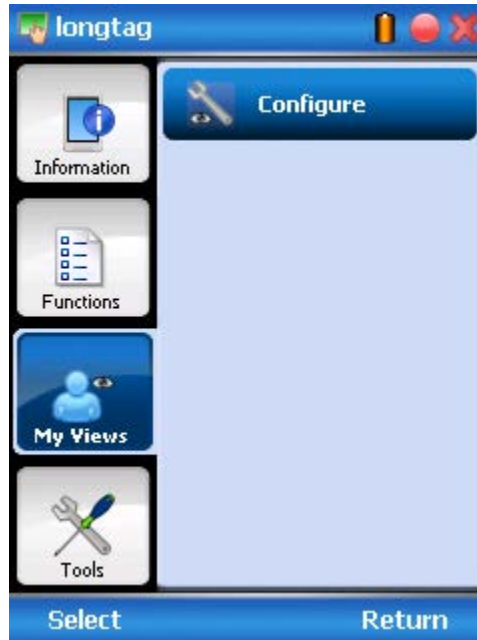 longtag
Configure
Information
Functions
My Views
Tools
Select Return